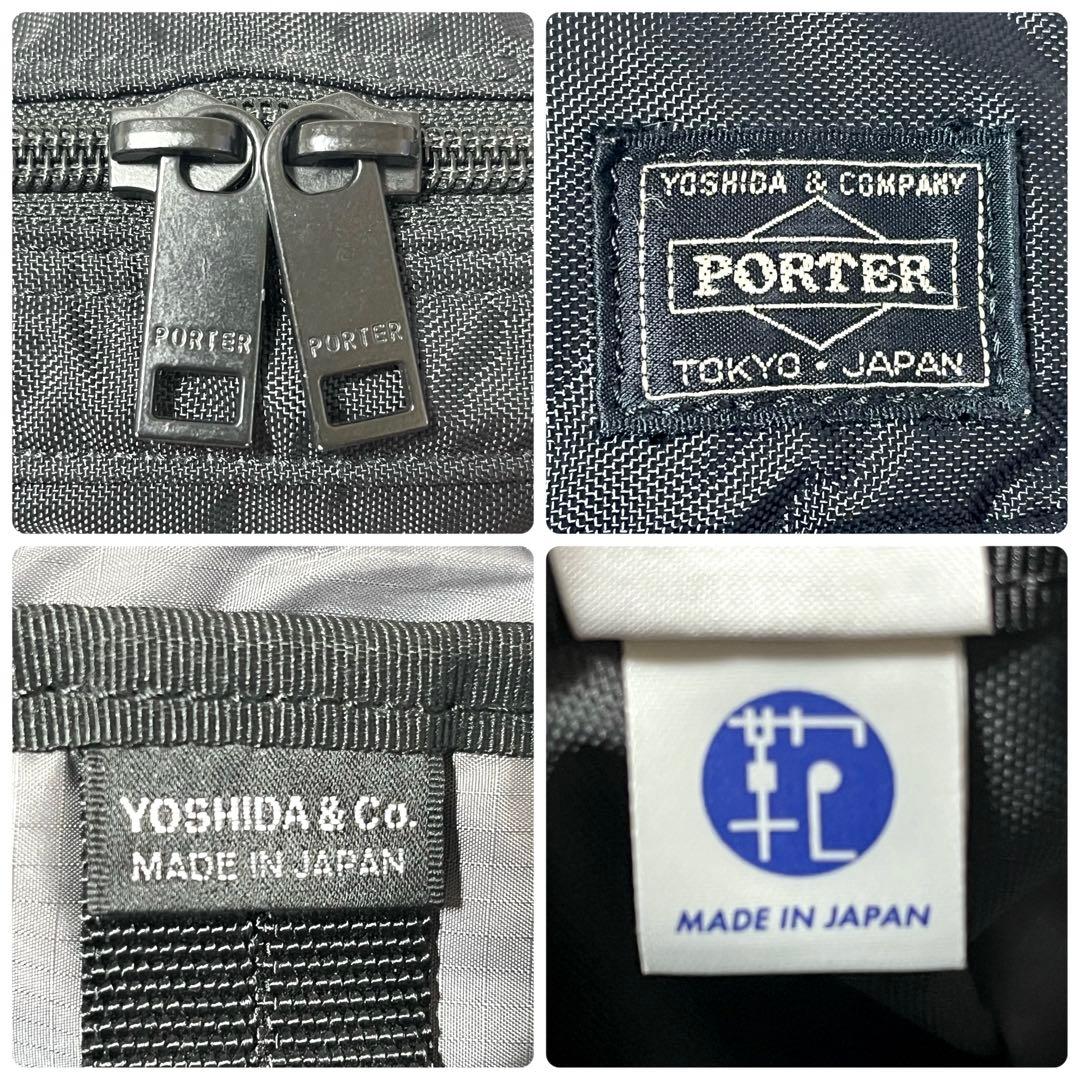 PORTER
PORTER
YOSHIDA & COMPANY
PORTER
TOKYO · JAPAN
YOSHIDA & Co.
MADE IN JAPAN
MADE IN JAPAN